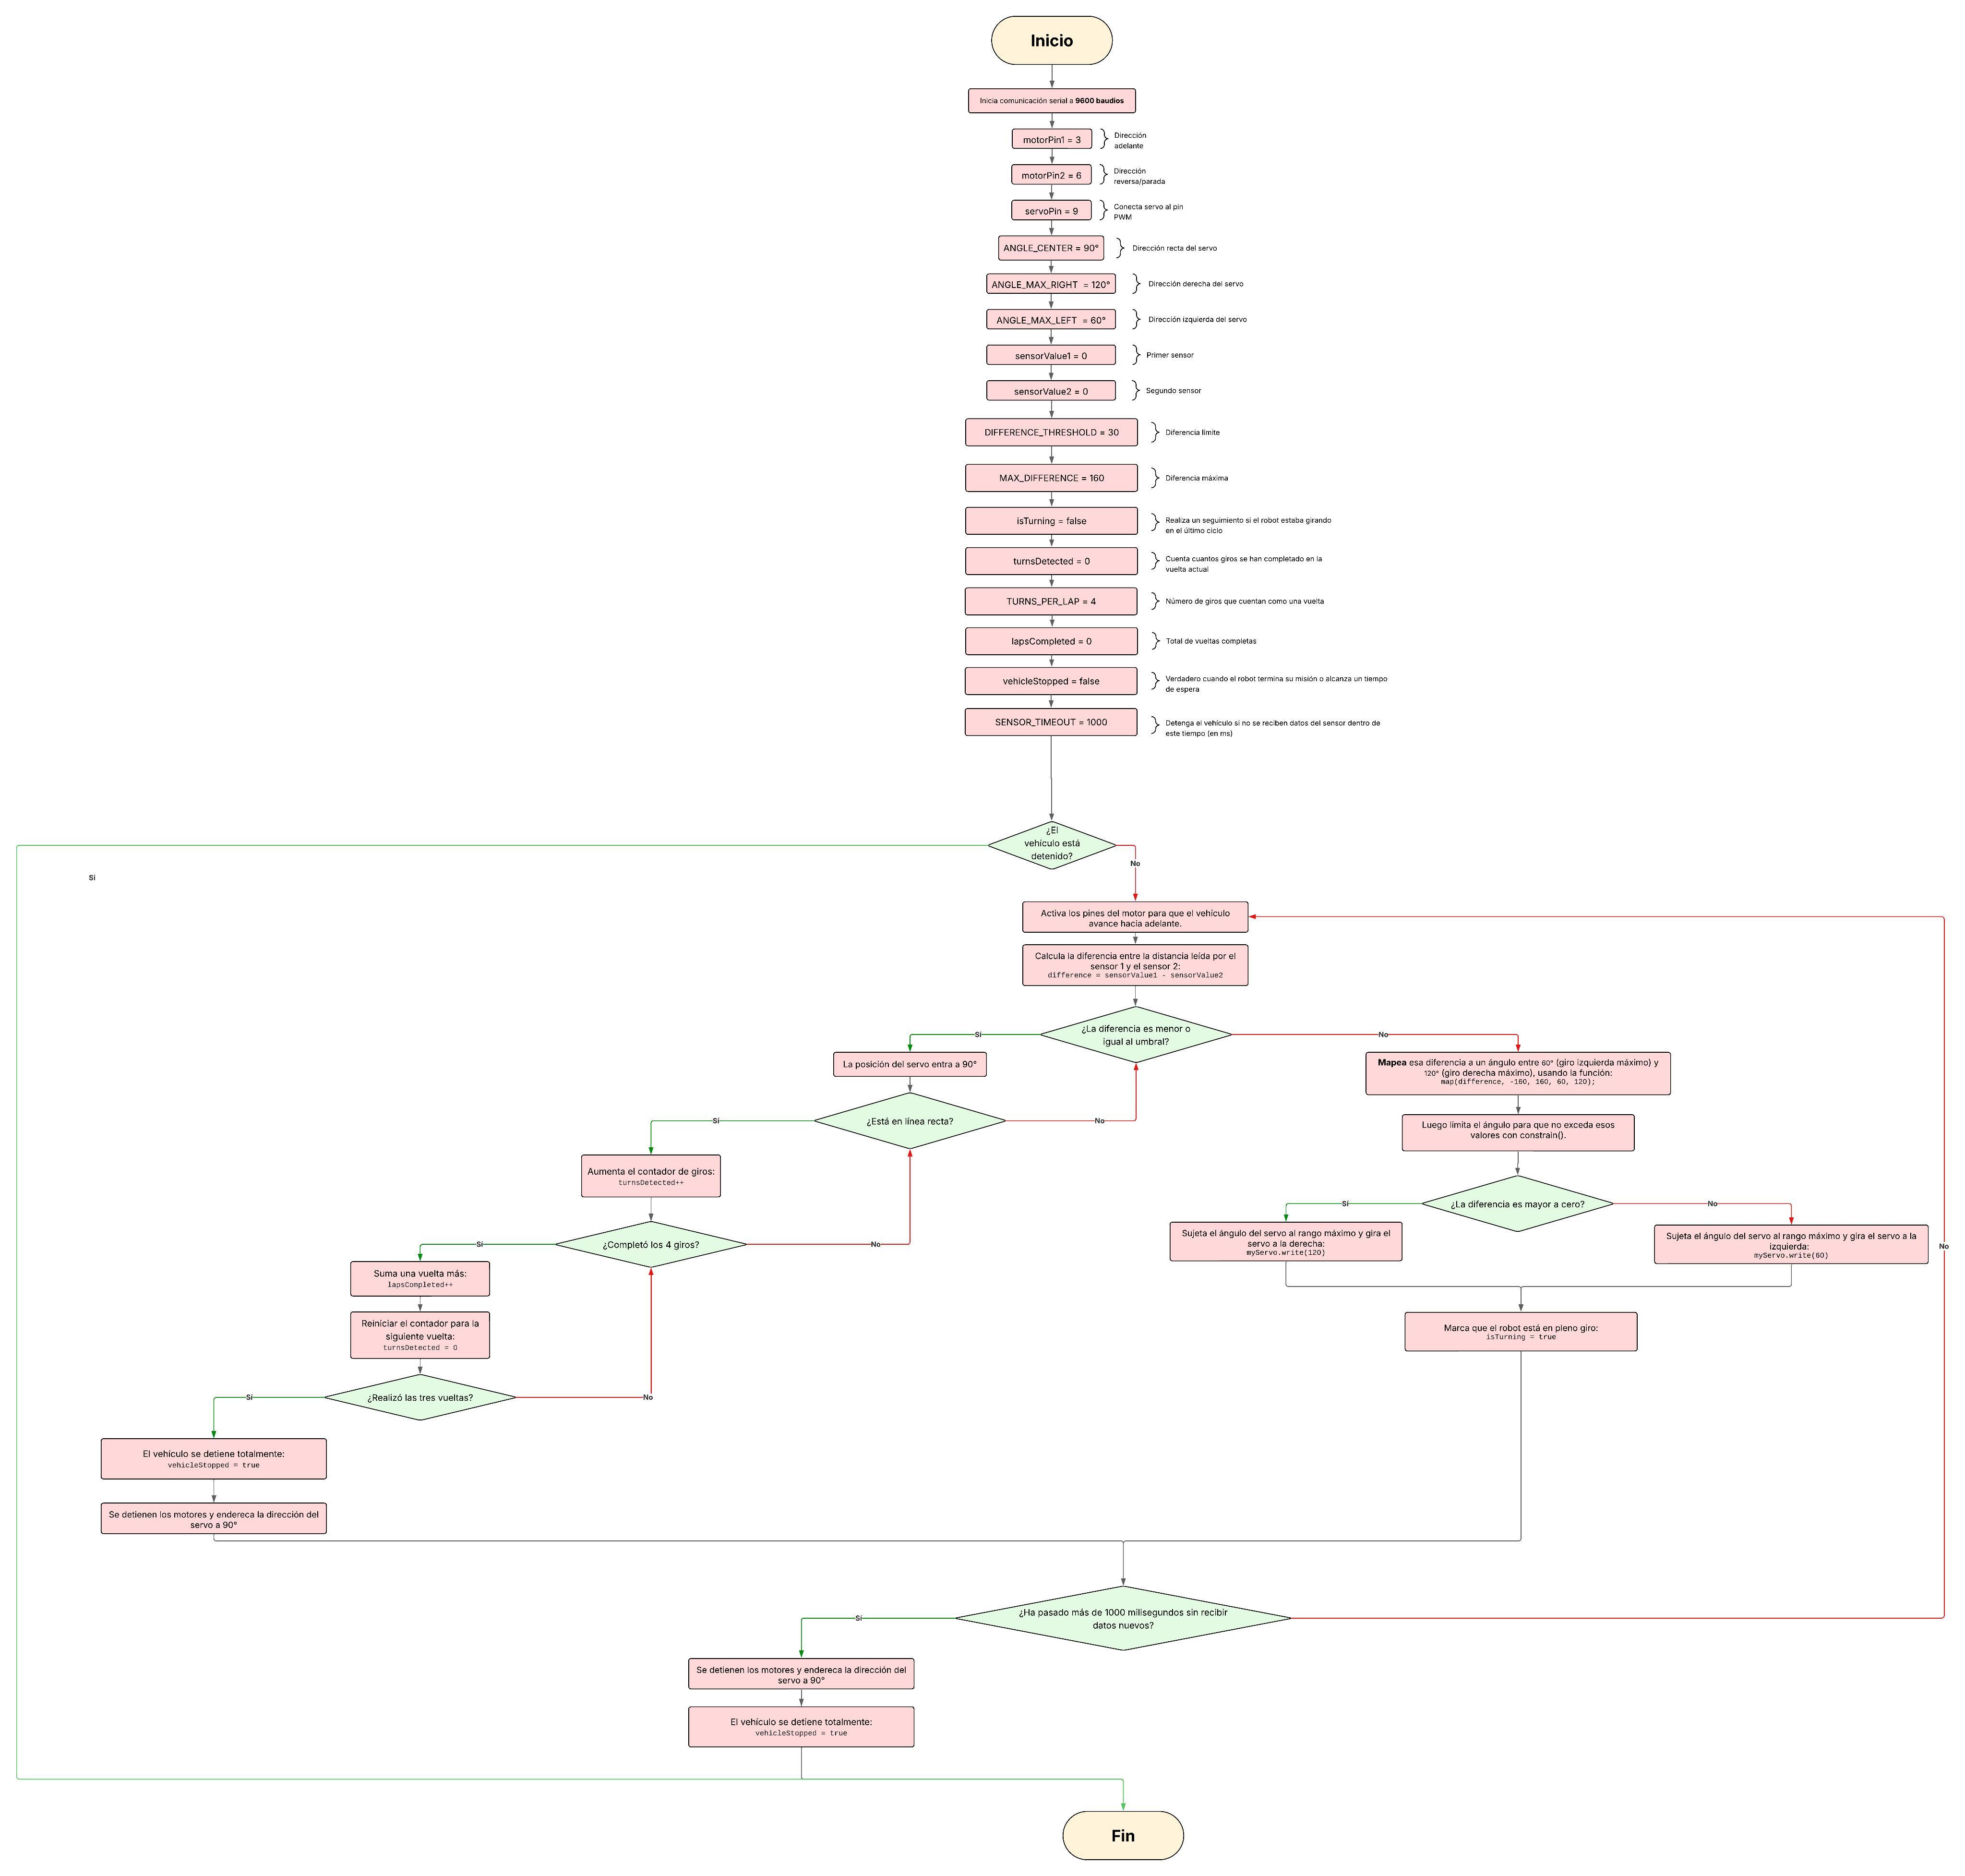 Inicio
Inicia comunicación serial a 9600 baudios
motorPin1 = 3
Dirección
adelante
motorPin2 = 6
Dirección
reversa/parada
servoPin = 9
Conecta servo al pin
PWM
ANGLE_CENTER = 90°
Dirección recta del servo
ANGLE_MAX_RIGHT = 120°
Dirección derecha del servo
ANGLE_MAX_LEFT = 60°
Dirección izquierda del servo
sensorValue1 = 0
Primer sensor
sensorValue2 = 0
Segundo sensor
DIFFERENCE_THRESHOLD = 30
Diferencia límite
MAX_DIFFERENCE = 160
Diferencia máxima
isTurning = false
Realiza un seguimiento si el robot estaba girando
en el último ciclo
turnsDetected = 0
Cuenta cuantos giros se han completado en la
vuelta actual
TURNS_PER_LAP = 4
Número de giros que cuentan como una vuelta
lapsCompleted = 0
Total de vueltas completas
vehicleStopped = false
Verdadero cuando el robot termina su misión o alcanza un tiempo
de espera
SENSOR_TIMEOUT = 1000
Detenga el vehículo si no se reciben datos del sensor dentro de
este tiempo (en ms)
¿El
vehículo está
detenido?
Sí
No
Activa los pines del motor para que el vehículo
avance hacia adelante.
Calcula la diferencia entre la distancia leída por el
sensor 1 y el sensor 2:
difference = sensorValue1 - sensorValue2
¿La diferencia es menor o
igual al umbral?
Sí
No
La posición del servo entra a 90°
Mapea esa diferencia a un ángulo entre 60° (giro izquierda máximo) y
120° (giro derecha máximo), usando la función:
map(difference, -160, 160, 60, 120);
¿Está en línea recta?
Sí
No
Luego limita el ángulo para que no exceda esos
valores con constrain().
Aumenta el contador de giros:
turnsDetected++
¿La diferencia es mayor a cero?
Sí
No
¿Completó los 4 giros?
Sí
No
Sujeta el ángulo del servo al rango máximo y gira el
servo a la derecha:
myServo.write(120)
Sujeta el ángulo del servo al rango máximo y gira el servo a la
izquierda:
myServo.write(60)
No
Suma una vuelta más:
lapsCompleted++
Reiniciar el contador para la
siguiente vuelta:
turnsDetected = 0
Marca que el robot está en pleno giro:
isTurning = true
¿Realizó las tres vueltas?
Sí
No
El vehículo se detiene totalmente:
vehicleStopped = true
Se detienen los motores y endereca la dirección del
servo a 90°
¿Ha pasado más de 1000 milisegundos sin recibir
datos nuevos?
Sí
Se detienen los motores y endereca la dirección del
servo a 90°
El vehículo se detiene totalmente:
vehicleStopped = true
Fin